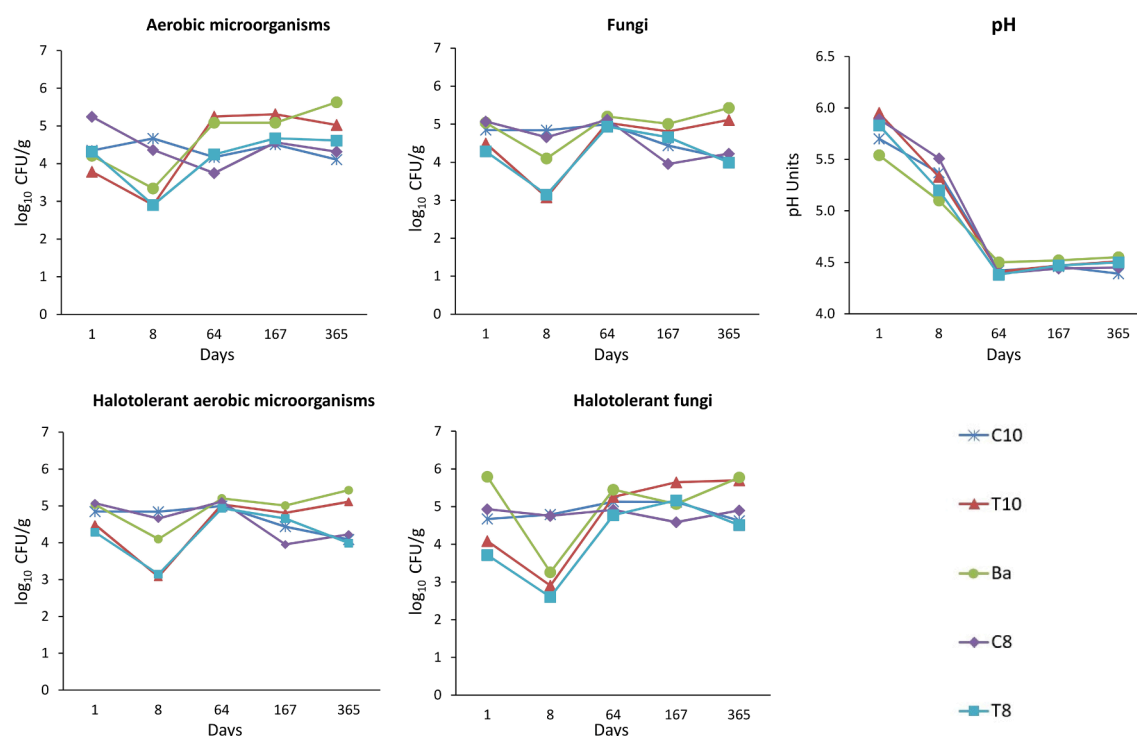 Aerobic microorganisms
7
6
5
4
3
2
1
0
log10 CFU/g
1 8 64 167 365
Days
Fungi
7
6
5
4
3
2
1
0
log10 CFU/g
1 8 64 167 365
Days
pH
6.5
6.0
5.5
5.0
4.5
4.0
pH Units
1 8 64 167 365
Days
Halotolerant aerobic microorganisms
7
6
5
4
3
2
1
0
log10 CFU/g
1 8 64 167 365
Days
Halotolerant fungi
7
6
5
4
3
2
1
0
log10 CFU/g
1 8 64 167 365
Days
C10
T10
Ba
C8
T8